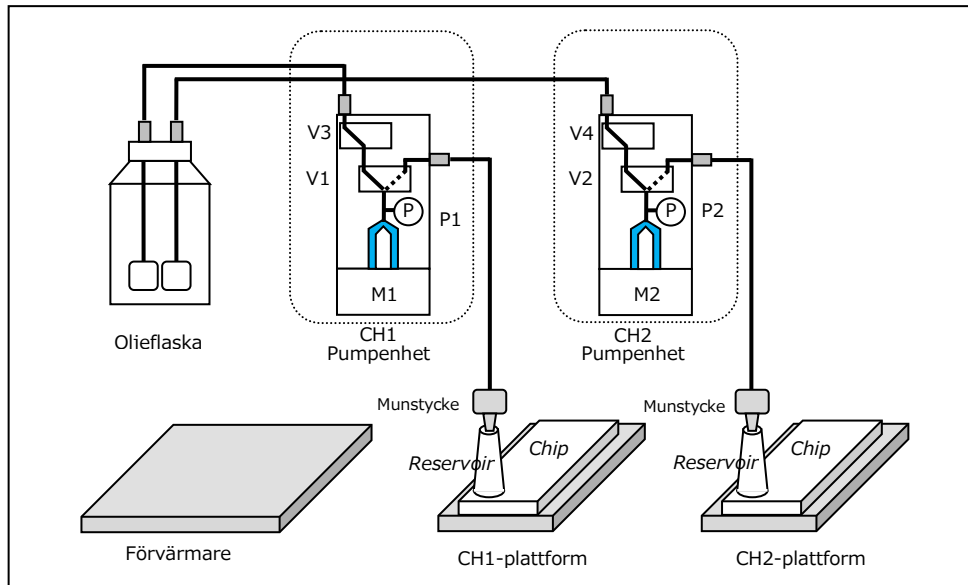 V3
V4
V1
V2
P
P
P1
P2
M1
M2
Olieflaska
CH1
Pumpenhet
CH2
Pumpenhet
Munstycke
Munstycke
Reservoir
Chip
Reservoir
Chip
Förvärmare
CH1-plattform
CH2-plattform